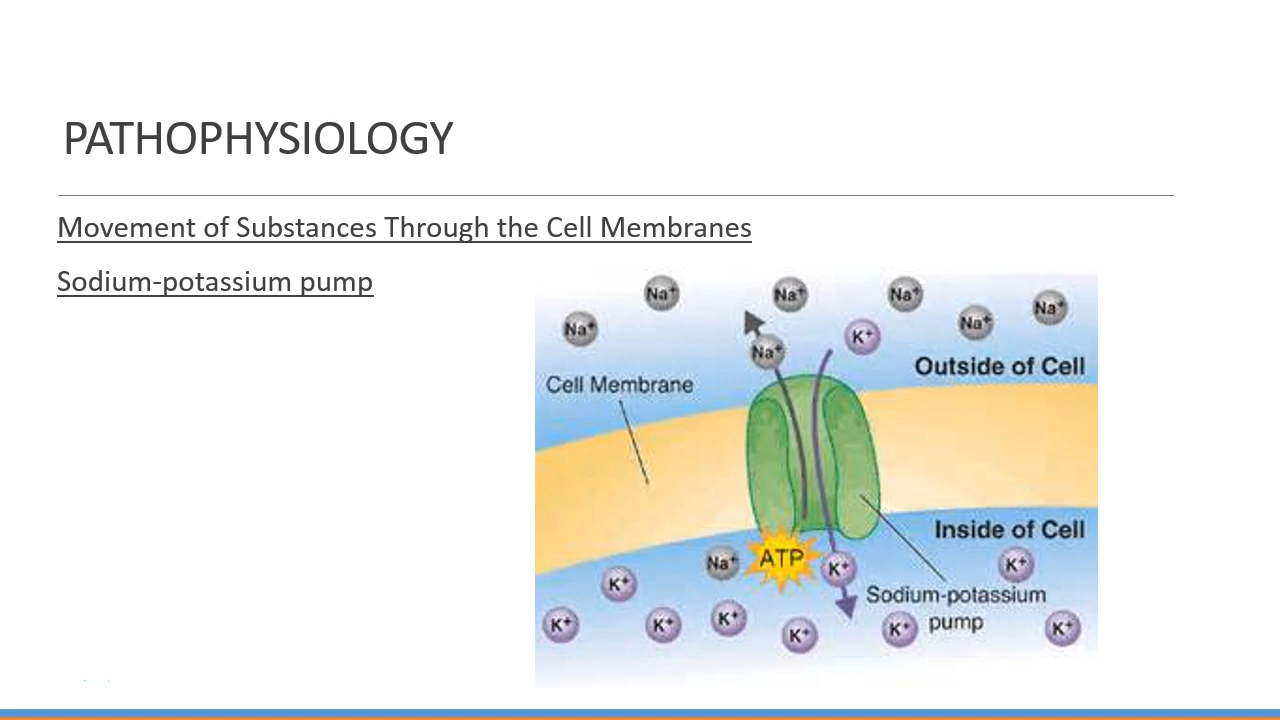 PATHOPHYSIOLOGY
Movement of Substances Through the Cell Membranes
Sodium-potassium pump
Na⁺
Na⁺
Na⁺
Na⁺
Na⁺
Na⁺
K⁺
Na⁺
Outside of Cell
Cell Membrane
Inside of Cell
Na⁺
ATP
K⁺
K⁺
K⁺
Sodium-potassium
pump
K⁺
K⁺
K⁺
K⁺
K⁺
K⁺